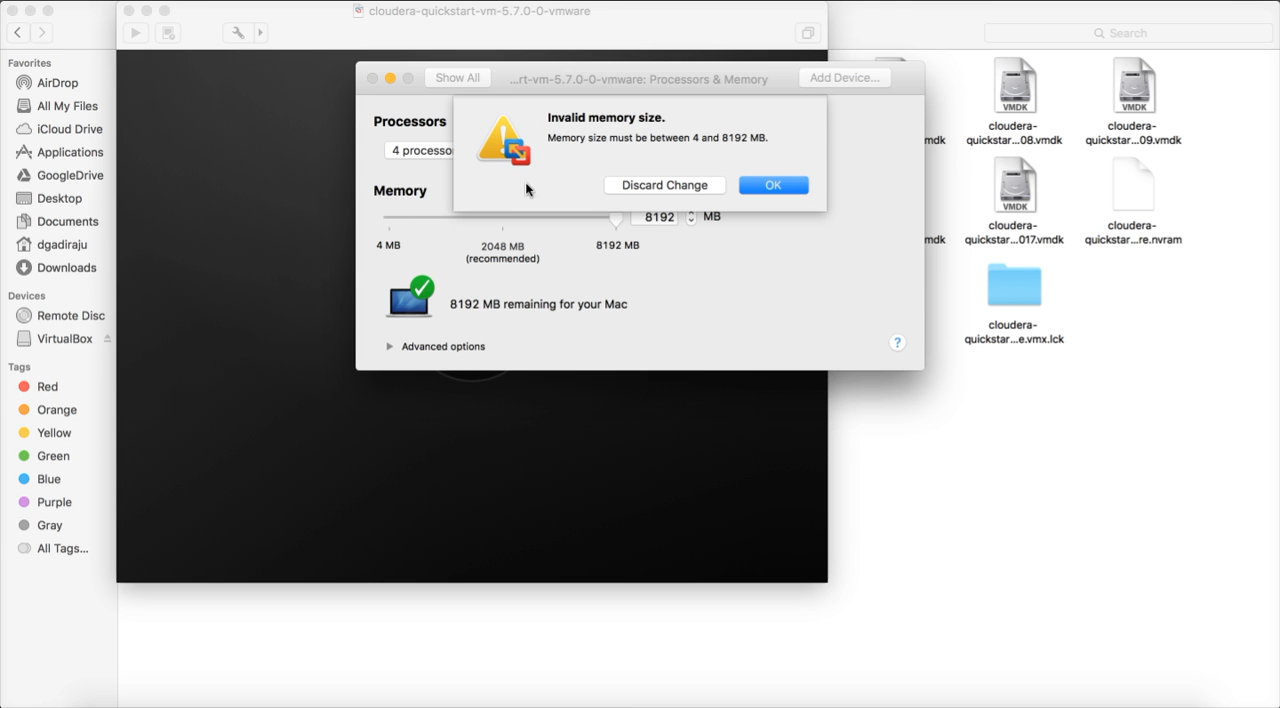 cloudera-quickstart-vm-5.7.0-0-vmware
Search
Favorites
AirDrop
All My Files
iCloud Drive
Applications
GoogleDrive
Desktop
Documents
dgadiraju
Downloads
Devices
Remote Disc
VirtualBox
Tags
Red
Orange
Yellow
Green
Blue
Purple
Gray
All Tags...
Show All
...rt-vm-5.7.0-0-vmware: Processors & Memory
Add Device...
Processors
4 processo
Invalid memory size.
Memory size must be between 4 and 8192 MB.
Discard Change
OK
Memory
8192 MB
4 MB
2048 MB
(recommended)
8192 MB
8192 MB remaining for your Mac
Advanced options
?
VMDK
cloudera-
quickstar...08.vmdk
VMDK
cloudera-
quickstar...09.vmdk
mdk
VMDK
cloudera-
quickstar...017.vmdk
cloudera-
quickstar...re.nvram
mdk
cloudera-
quickstar...e.vmx.lck